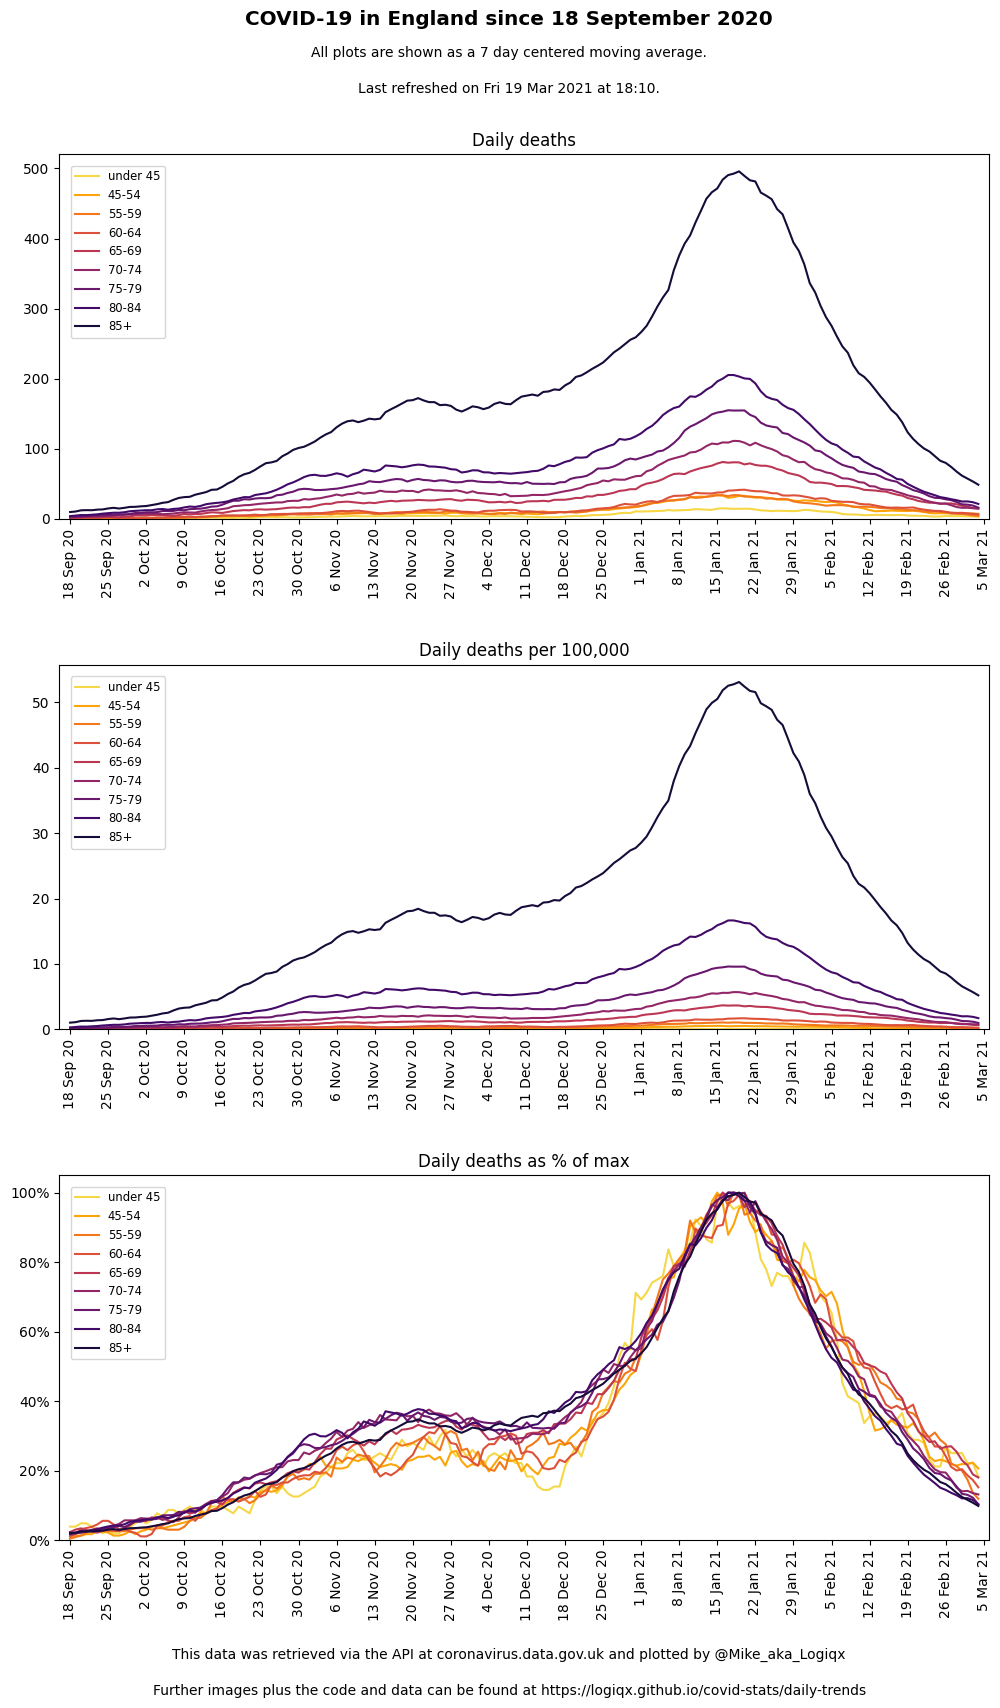 COVID-19 in England since 18 September 2020
All plots are shown as a 7 day centered moving average.
Last refreshed on Fri 19 Mar 2021 at 18:10.
Daily deaths
500
400
300
200
100
0
under 45
45-54
55-59
60-64
65-69
70-74
75-79
80-84
85+
18 Sep 20
25 Sep 20
2 Oct 20
9 Oct 20
16 Oct 20
23 Oct 20
30 Oct 20
6 Nov 20
13 Nov 20
20 Nov 20
27 Nov 20
4 Dec 20
11 Dec 20
18 Dec 20
25 Dec 20
1 Jan 21
8 Jan 21
15 Jan 21
22 Jan 21
29 Jan 21
5 Feb 21
12 Feb 21
19 Feb 21
26 Feb 21
5 Mar 21
Daily deaths per 100,000
50
40
30
20
10
0
under 45
45-54
55-59
60-64
65-69
70-74
75-79
80-84
85+
18 Sep 20
25 Sep 20
2 Oct 20
9 Oct 20
16 Oct 20
23 Oct 20
30 Oct 20
6 Nov 20
13 Nov 20
20 Nov 20
27 Nov 20
4 Dec 20
11 Dec 20
18 Dec 20
25 Dec 20
1 Jan 21
8 Jan 21
15 Jan 21
22 Jan 21
29 Jan 21
5 Feb 21
12 Feb 21
19 Feb 21
26 Feb 21
5 Mar 21
Daily deaths as % of max
100%
80%
60%
40%
20%
0%
under 45
45-54
55-59
60-64
65-69
70-74
75-79
80-84
85+
18 Sep 20
25 Sep 20
2 Oct 20
9 Oct 20
16 Oct 20
23 Oct 20
30 Oct 20
6 Nov 20
13 Nov 20
20 Nov 20
27 Nov 20
4 Dec 20
11 Dec 20
18 Dec 20
25 Dec 20
1 Jan 21
8 Jan 21
15 Jan 21
22 Jan 21
29 Jan 21
5 Feb 21
12 Feb 21
19 Feb 21
26 Feb 21
5 Mar 21
This data was retrieved via the API at coronavirus.data.gov.uk and plotted by @Mike_aka_Logiqx
Further images plus the code and data can be found at https://logiqx.github.io/covid-stats/daily-trends